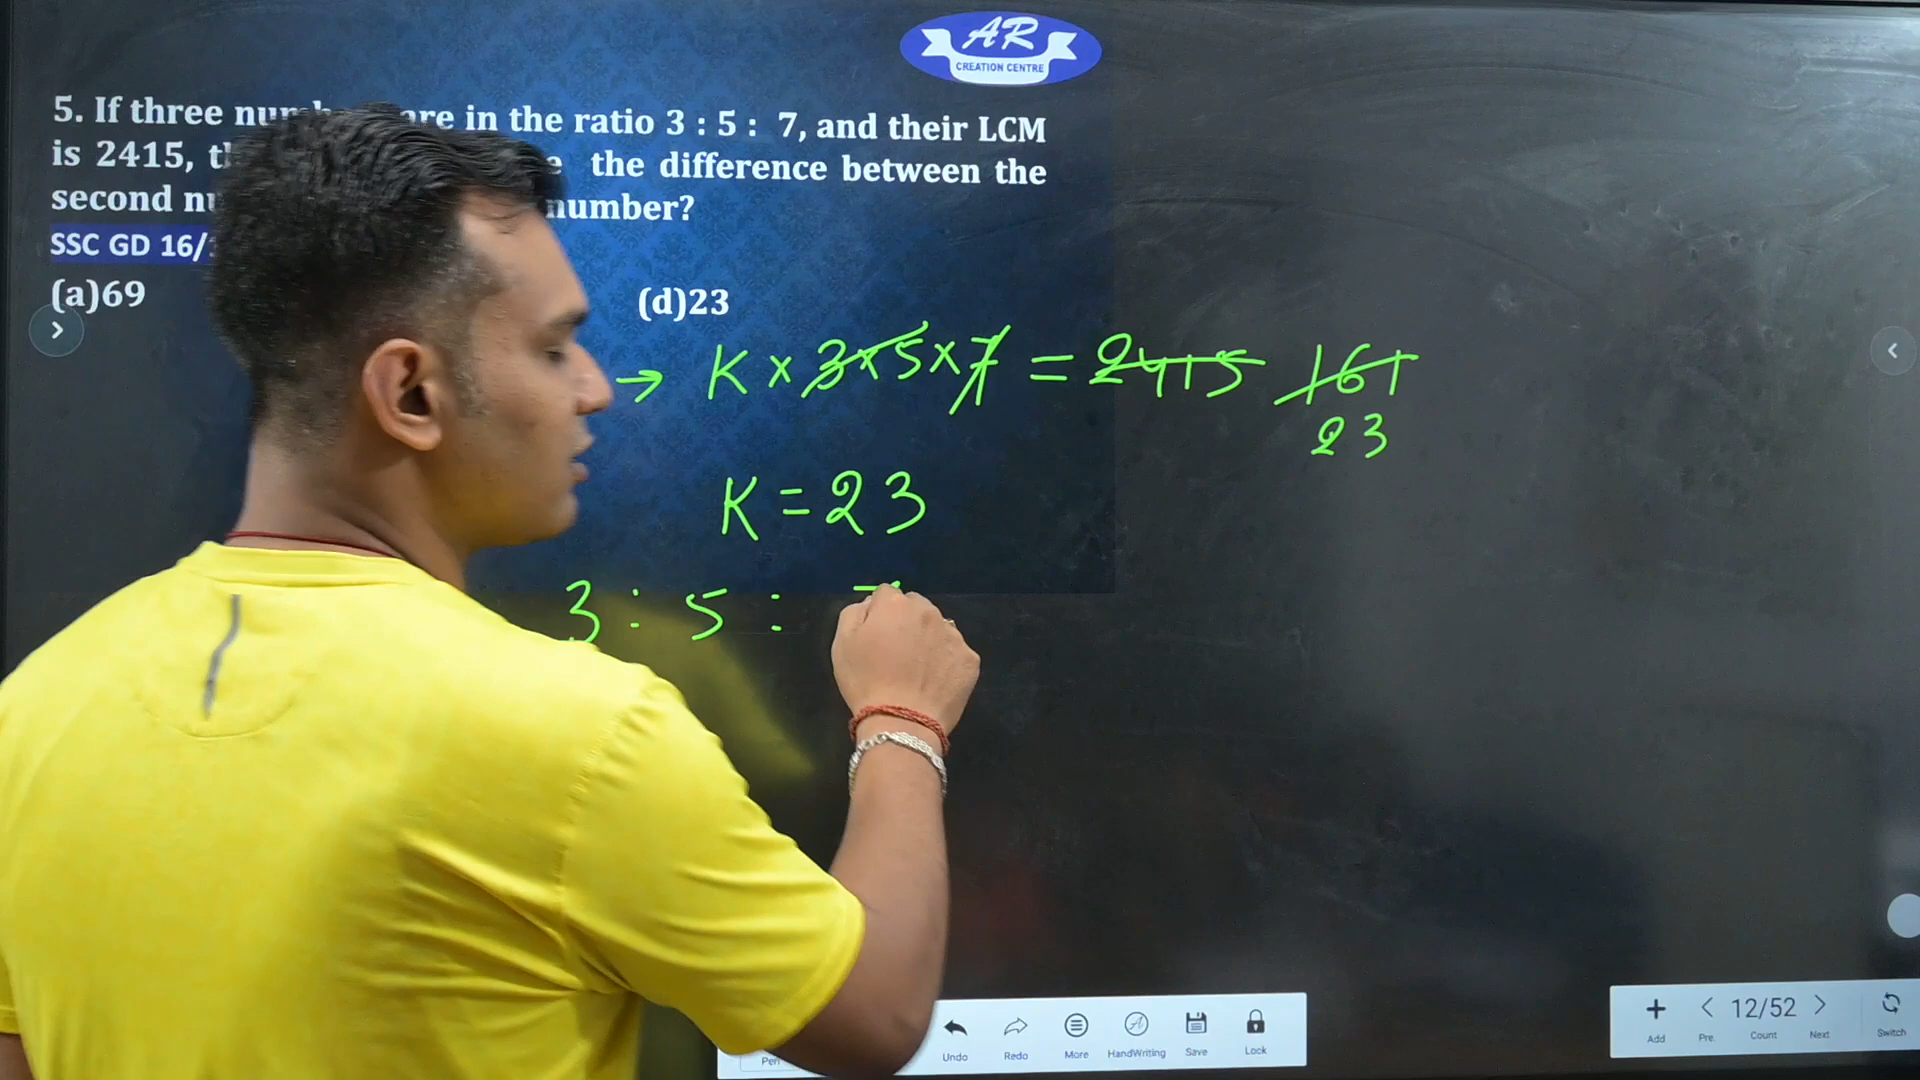 AR
CREATION CENTRE
5. If three are in the ratio 3 : 5 : 7, and their LCM
is 2415, the difference between the
second number?
SSC GD 16/
(a)69 (d)23
→ K × 3 × 5 × 7 = 2415 161
23
K = 23
3 : 5 :
Pen Undo Redo More HandWriting Save Lock
Add Pre. 12/52 Count Next Switch